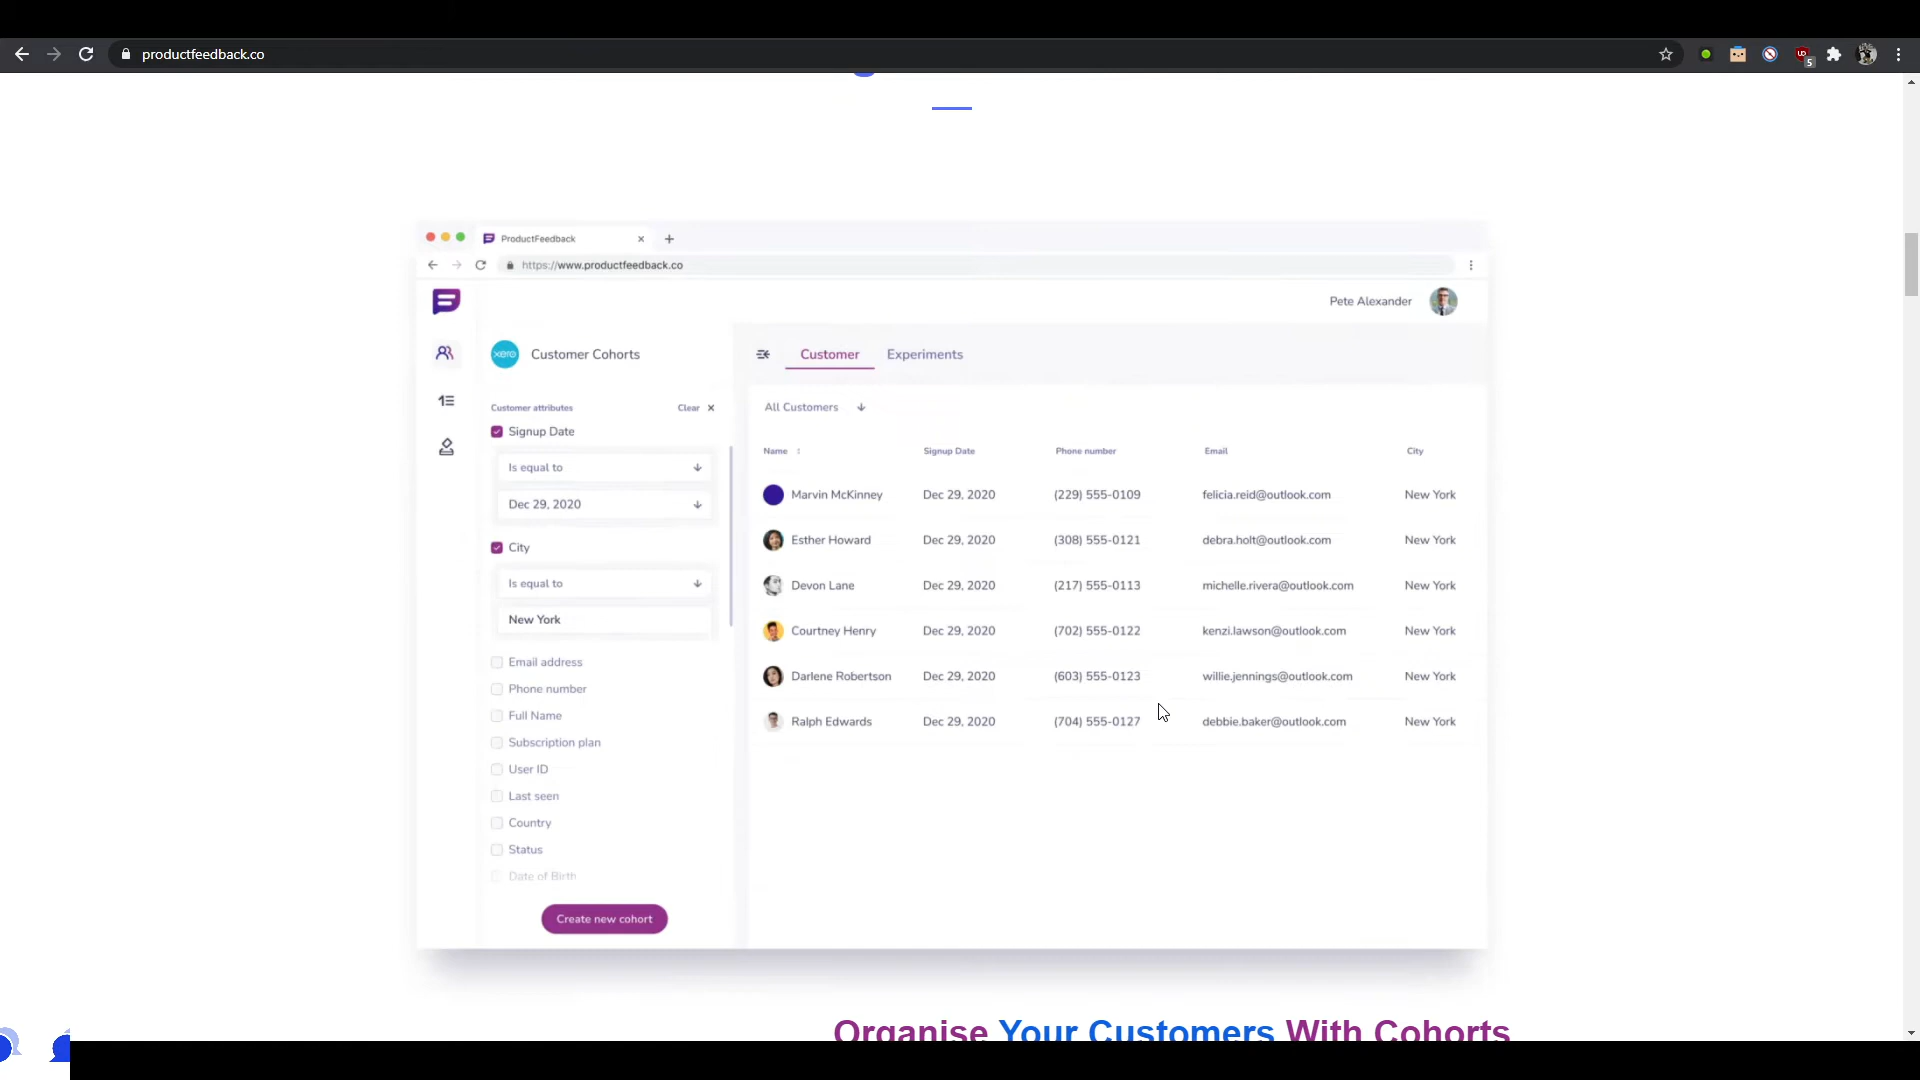 productfeedback.co
5
ProductFeedback
https://www.productfeedback.co
Pete Alexander
xero
Customer Cohorts
Customer
Experiments
Customer attributes
Clear
Signup Date
Is equal to
Dec 29, 2020
City
Is equal to
New York
Email address
Phone number
Full Name
Subscription plan
User ID
Last seen
Country
Status
Date of Birth
Create new cohort
All Customers
Name Signup Date Phone number Email City
Marvin McKinney Dec 29, 2020 (229) 555-0109 felicia.reid@outlook.com New York
Esther Howard Dec 29, 2020 (308) 555-0121 debra.holt@outlook.com New York
Devon Lane Dec 29, 2020 (217) 555-0113 michelle.rivera@outlook.com New York
Courtney Henry Dec 29, 2020 (702) 555-0122 kenzi.lawson@outlook.com New York
Darlene Robertson Dec 29, 2020 (603) 555-0123 willie.jennings@outlook.com New York
Ralph Edwards Dec 29, 2020 (704) 555-0127 debbie.baker@outlook.com New York
Organise Your Customers With Cohorts